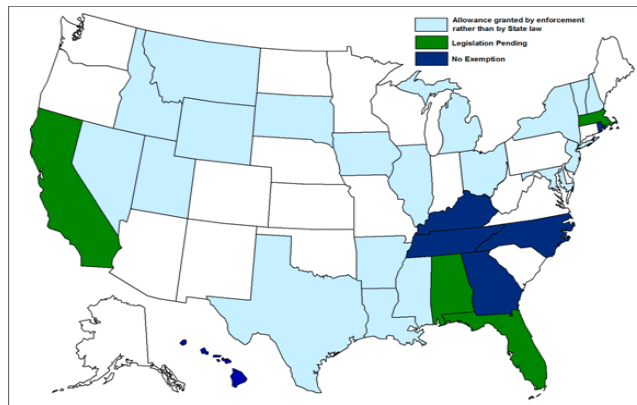 Allowance granted by enforcement
rather than by State law
Legislation Pending
No Exemption